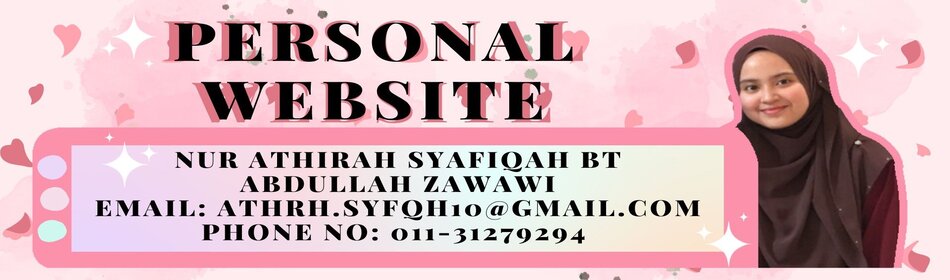 PERSONAL
WEBSITE
NUR ATHIRAH SYAFIQAH BT
ABDULLAH ZAWAWI
EMAIL: ATHRH.SYFQH10@GMAIL.COM
PHONE NO: 011-31279294